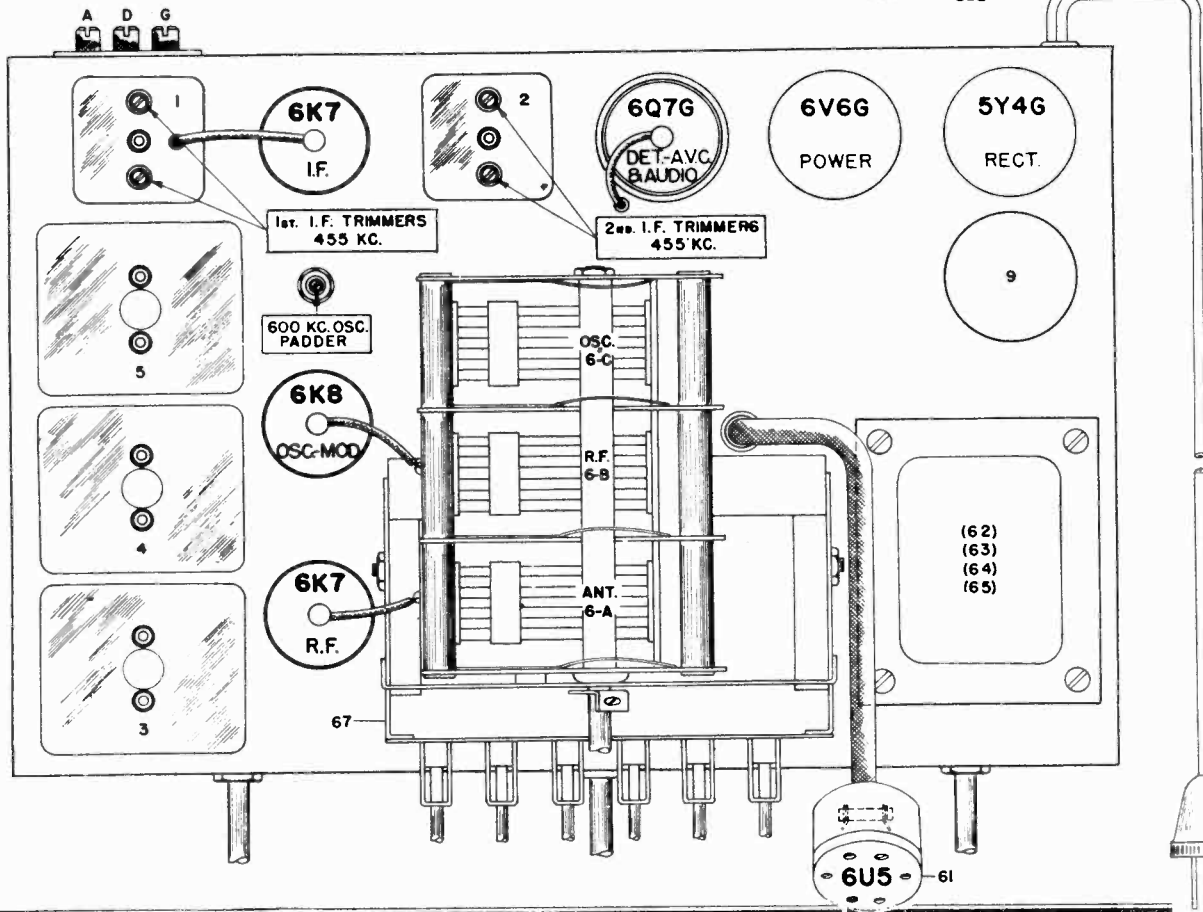 A D G
1
6K7
I.F.
2
6Q7G
DET.-A.V.C.
& AUDIO
6V6G
POWER
5Y4G
RECT.
1ST. I.F. TRIMMERS
455 KC.
2ND. I.F. TRIMMERS
455 KC.
9
600 KC. OSC.
PADDER
5
OSC.
6-C
6K8
OSC-MOD
R.F.
6-B
4
(62)
(63)
(64)
(65)
6K7
R.F.
ANT.
6-A
3
67
6U5
61